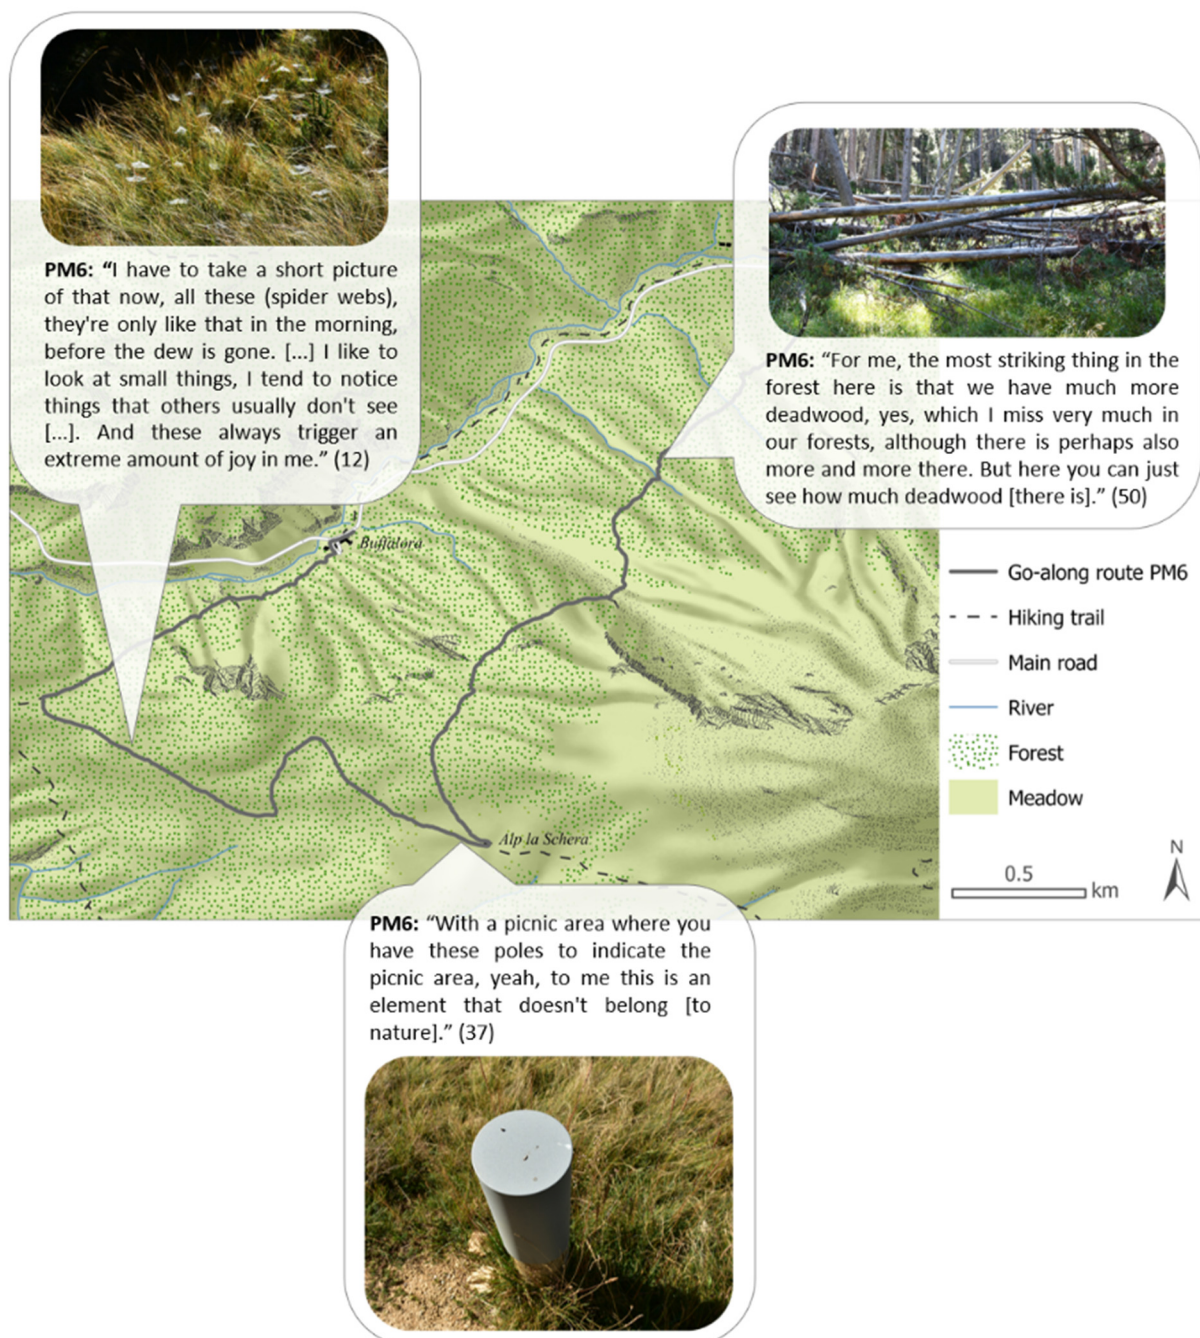 PM6: “I have to take a short picture
of that now, all these (spider webs),
they're only like that in the morning,
before the dew is gone. [...] I like to
look at small things, I tend to notice
things that others usually don't see
[...]. And these always trigger an
extreme amount of joy in me.” (12)
PM6: “For me, the most striking thing in the
forest here is that we have much more
deadwood, yes, which I miss very much in
our forests, although there is perhaps also
more and more there. But here you can just
see how much deadwood [there is].” (50)
Buffalora
Alp la Schera
Go-along route PM6
Hiking trail
Main road
River
Forest
Meadow
N
0.5
km
PM6: “With a picnic area where you
have these poles to indicate the
picnic area, yeah, to me this is an
element that doesn't belong [to
nature].” (37)